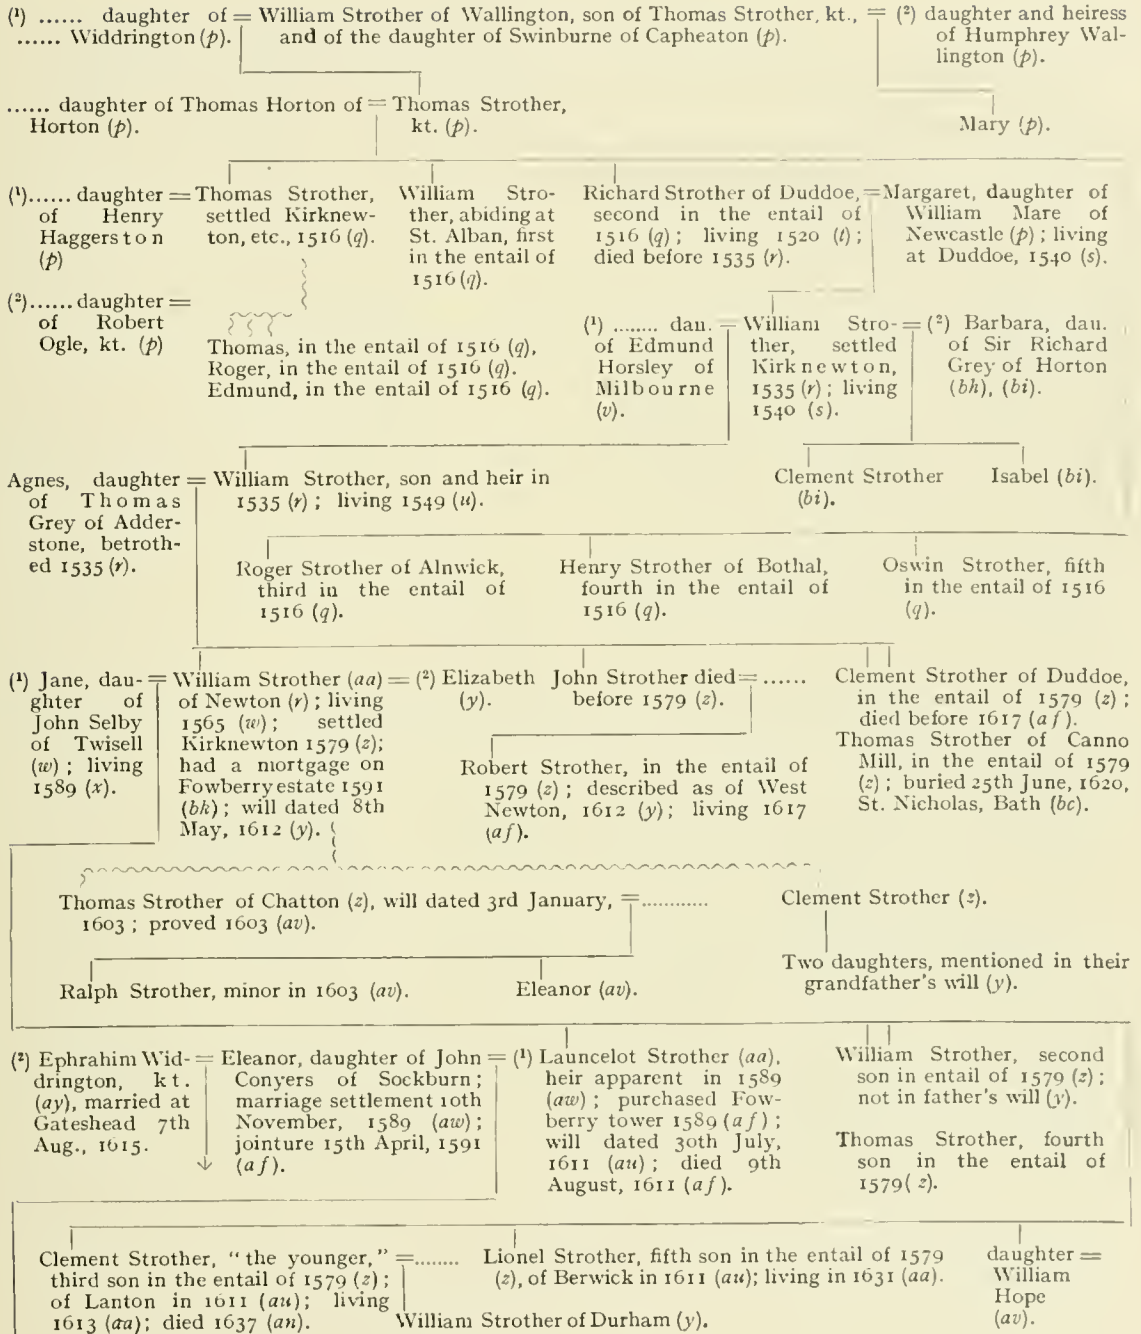 (¹) ...... daughter of = William Strother of Wallington, son of Thomas Strother, kt., = (²) daughter and heiress
...... Widdrington (p). and of the daughter of Swinburne of Capheaton (p). of Humphrey Wal-
lington (p).
...... daughter of Thomas Horton of = Thomas Strother,
Horton (p). kt. (p). Mary (p).
(¹)...... daughter = Thomas Strother, William Stro- Richard Strother of Duddoe, = Margaret, daughter of
of Henry settled Kirknew- ther, abiding at second in the entail of William Mare of
Haggerston ton, etc., 1516 (q). St. Alban, first 1516 (q) ; living 1520 (t) ; Newcastle (p) ; living
(p) in the entail of died before 1535 (r). at Duddoe, 1540 (s).
1516 (q).
(²)...... daughter =
of Robert
Ogle, kt. (p)
Thomas, in the entail of 1516 (q),
Roger, in the entail of 1516 (q).
Edmund, in the entail of 1516 (q).
(¹) ........ dau. = William Stro- = (²) Barbara, dau.
of Edmund ther, settled of Sir Richard
Horsley of Kirknewton, Grey of Horton
Milbourne 1535 (r) ; living (bh), (bi).
(v). 1540 (s).
Agnes, daughter = William Strother, son and heir in Clement Strother Isabel (bi).
of Thomas 1535 (r) ; living 1549 (u). (bi).
Grey of Adder-
stone, betroth-
ed 1535 (r).
Roger Strother of Alnwick, Henry Strother of Bothal, Oswin Strother, fifth
third in the entail of fourth in the entail of in the entail of 1516
1516 (q). 1516 (q). (q).
(¹) Jane, dau- = William Strother (aa) = (²) Elizabeth John Strother died = ...... Clement Strother of Duddoe,
ghter of of Newton (r) ; living (y). before 1579 (z). in the entail of 1579 (z) ;
John Selby 1565 (w) ; settled died before 1617 (af).
of Twisell Kirknewton 1579 (z); Thomas Strother of Canno
(w) ; living had a mortgage on Mill, in the entail of 1579
1589 (x). Fowberry estate 1591 (z) ; buried 25th June, 1620,
(bk) ; will dated 8th St. Nicholas, Bath (bc).
May, 1612 (y).
Robert Strother, in the entail of
1579 (z) ; described as of West
Newton, 1612 (y) ; living 1617
(af).
Thomas Strother of Chatton (z), will dated 3rd January, = ............ Clement Strother (z).
1603 ; proved 1603 (av).
Two daughters, mentioned in their
Ralph Strother, minor in 1603 (av). Eleanor (av). grandfather's will (y).
(²) Ephrahim Wid- = Eleanor, daughter of John = (¹) Launcelot Strother (aa), William Strother, second
drington, kt. Conyers of Sockburn ; heir apparent in 1589 son in entail of 1579 (z) ;
(ay), married at marriage settlement 10th (aw) ; purchased Fow- not in father's will (y).
Gateshead 7th November, 1589 (aw) ; berry tower 1589 (af) ;
Aug., 1615. jointure 15th April, 1591 will dated 30th July, Thomas Strother, fourth
(af). 1611 (au) ; died 9th son in the entail of
August, 1611 (af). 1579( z).
Clement Strother, "the younger," = ........ Lionel Strother, fifth son in the entail of 1579 daughter =
third son in the entail of 1579 (z) ; (z), of Berwick in 1611 (au); living in 1631 (aa). William
of Lanton in 1611 (au); living Hope
1613 (aa); died 1637 (an). William Strother of Durham (y). (av).